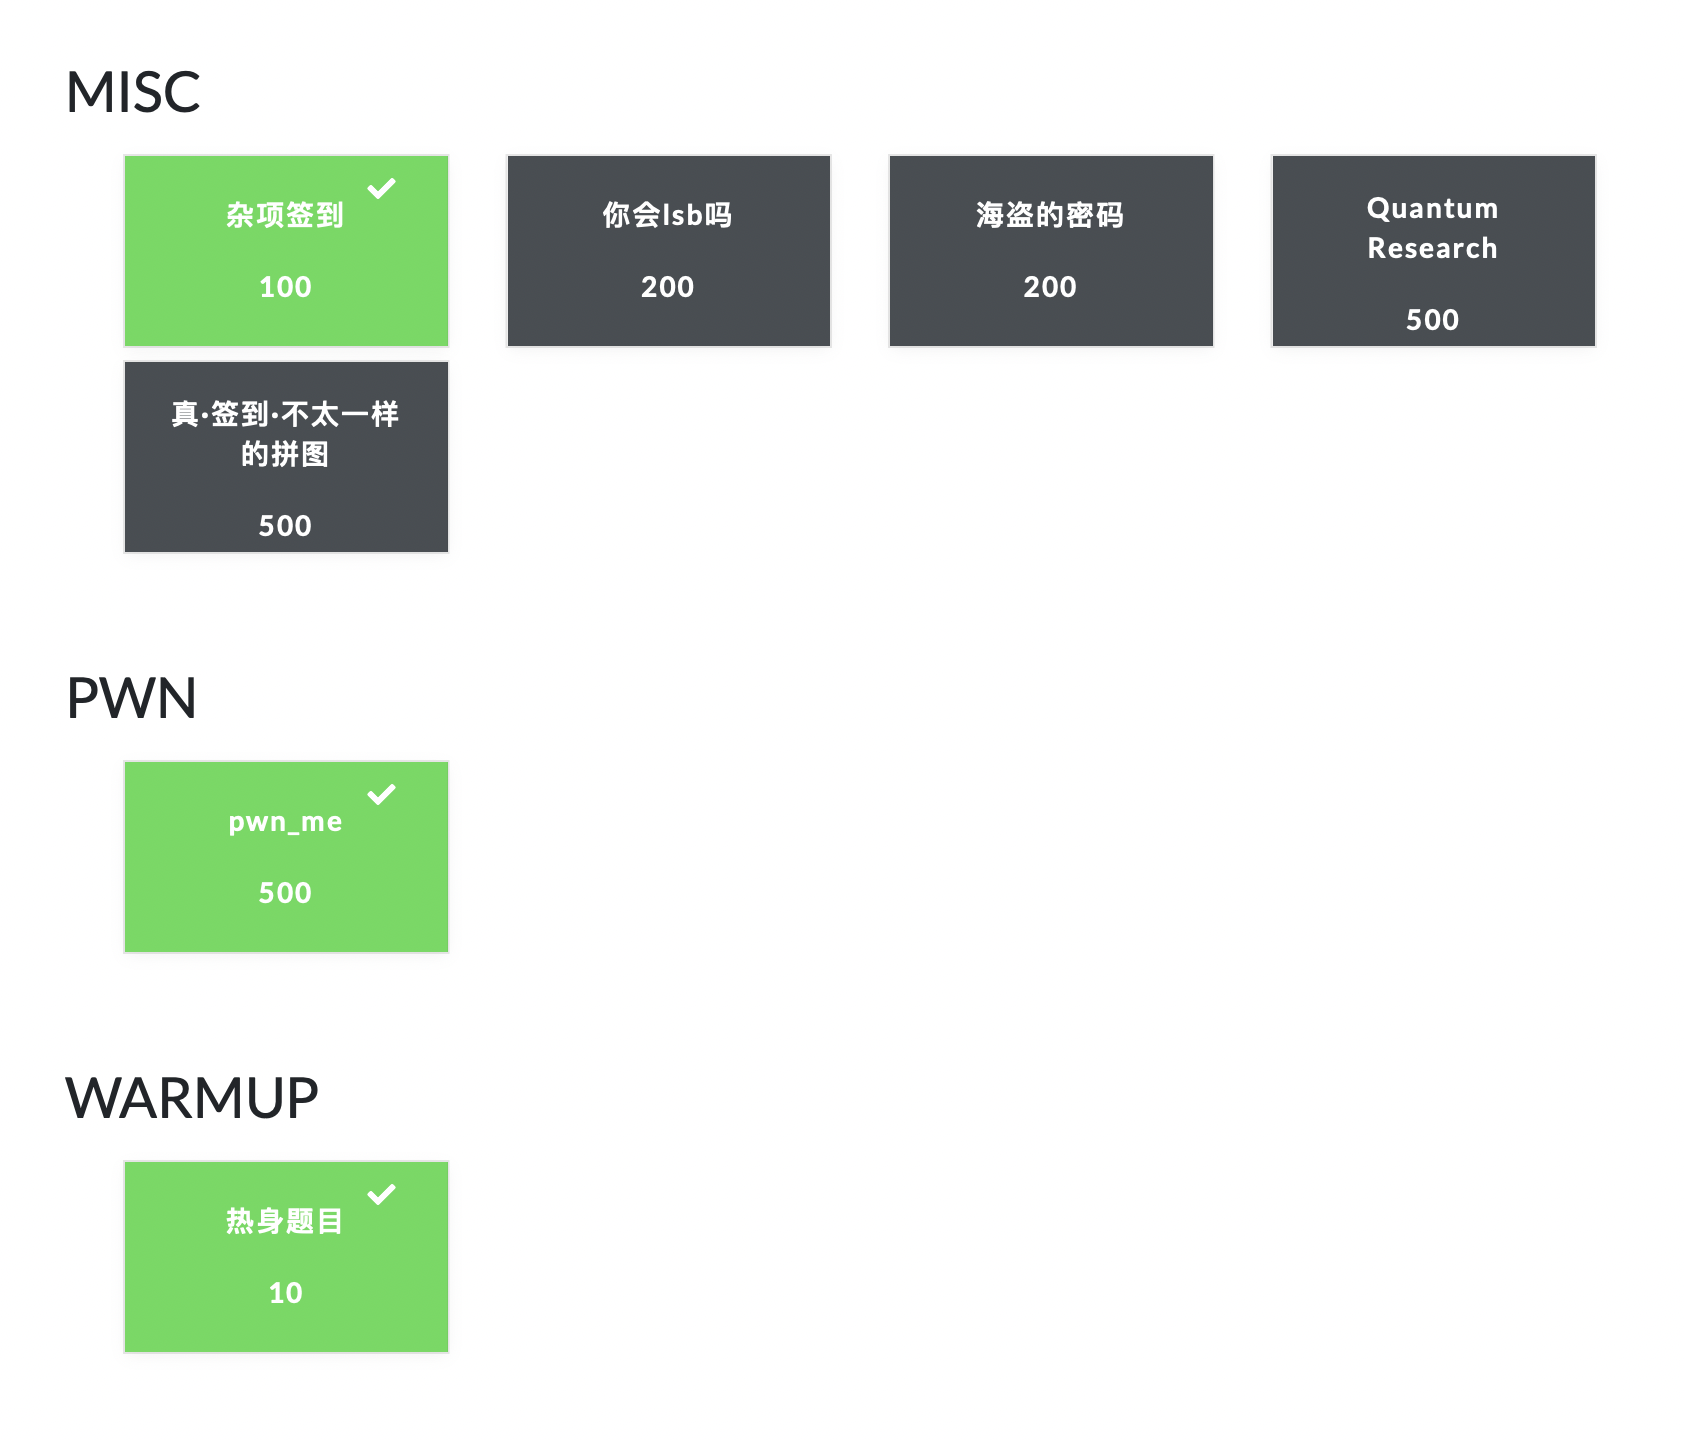 MISC
杂项签到
100
你会lsb吗
200
海盗的密码
200
Quantum
Research
500
真·签到·不太一样
的拼图
500
PWN
pwn_me
500
WARMUP
热身题目
10